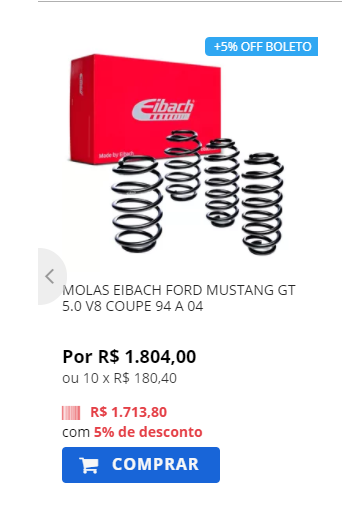 +5% OFF BOLETO
Eibach
Made by Eibach
MOLAS EIBACH FORD MUSTANG GT
5.0 V8 COUPE 94 A 04
Por R$ 1.804,00
ou 10 x R$ 180,40
R$ 1.713,80
com 5% de desconto
COMPRAR